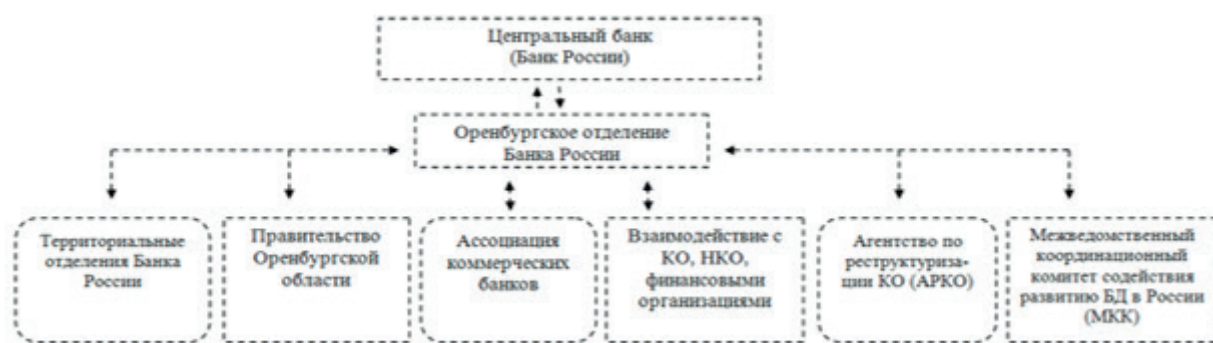 Центральный банк
(Банк России)
Оренбургское отделение
Банка России
Территориальные
отделения Банка
России
Правительство
Оренбургской
области
Ассоциация
коммерческих
банков
Взаимодействие с
КО, НКО,
финансовыми
организациями
Агентство по
реструктуриза-
ции КО (АРКО)
Межведомственный
координационный
комитет содействия
развитию БД в России
(МКК)